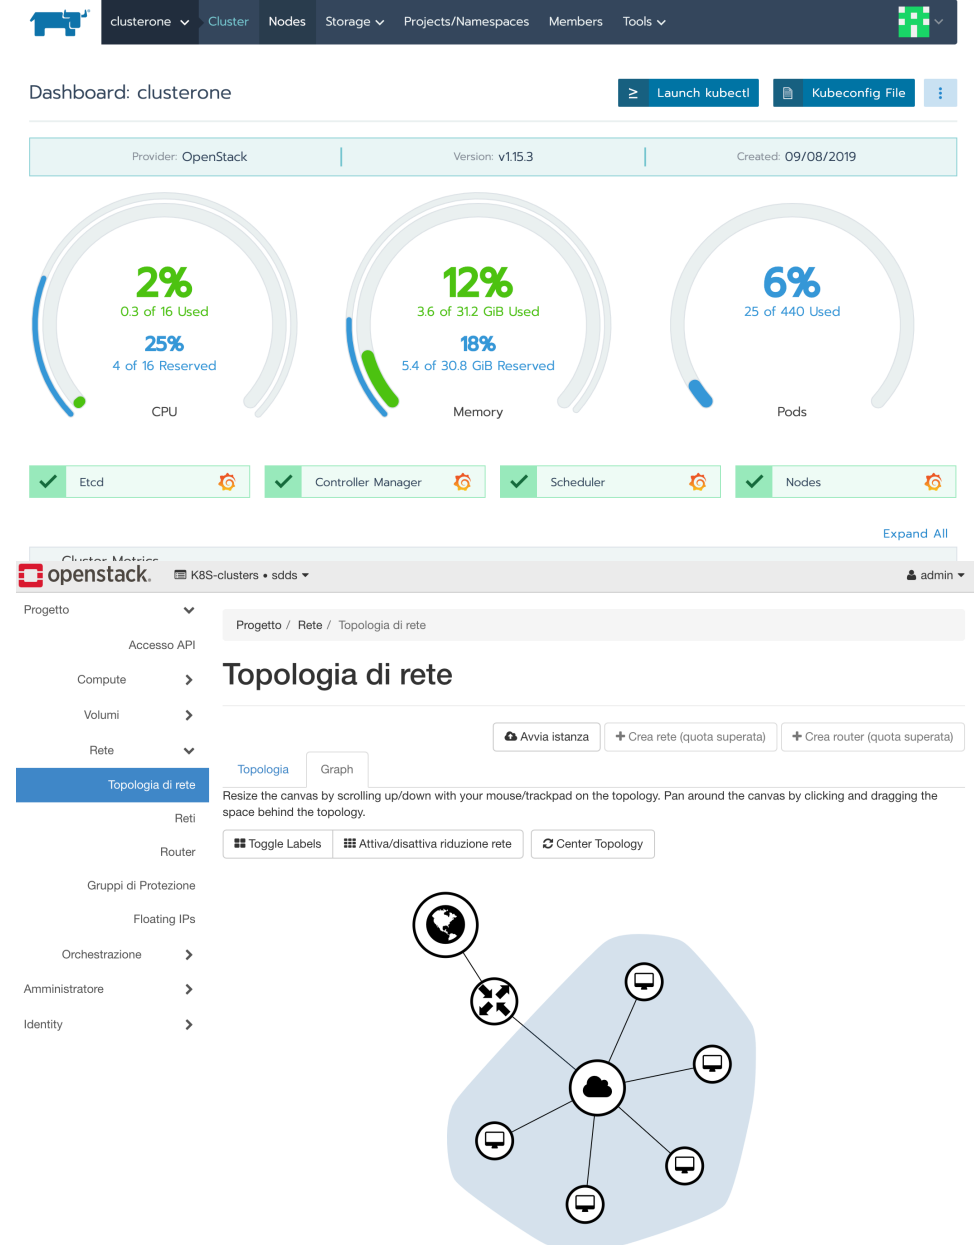 clusterone Cluster Nodes Storage Projects/Namespaces Members Tools
Dashboard: clusterone
Launch kubectl
Kubeconfig File
Provider: OpenStack
Version: v1.15.3
Created: 09/08/2019
2%
0.3 of 16 Used
25%
4 of 16 Reserved
CPU
12%
3.6 of 31.2 GiB Used
18%
5.4 of 30.8 GiB Reserved
Memory
6%
25 of 440 Used
Pods
Etcd
Controller Manager
Scheduler
Nodes
Expand All
Cluster Metrics
openstack.
K8S-clusters • sdds
admin
Progetto
Accesso API
Compute
Volumi
Rete
Topologia di rete
Reti
Router
Gruppi di Protezione
Floating IPs
Orchestrazione
Amministratore
Identity
Progetto / Rete / Topologia di rete
Topologia di rete
Avvia istanza
Crea rete (quota superata)
Crea router (quota superata)
Topologia
Graph
Resize the canvas by scrolling up/down with your mouse/trackpad on the topology. Pan around the canvas by clicking and dragging the
space behind the topology.
Toggle Labels
Attiva/disattiva riduzione rete
Center Topology